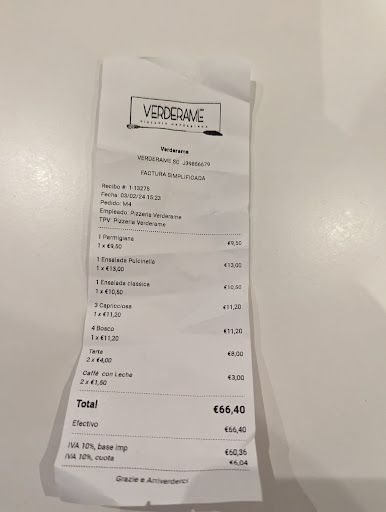 VERDERAME
Verderame
VERDERAME SC J39866679
FACTURA SIMPLIFICADA
Recibo #: 1-13275
Fecha: 03/02/24 15:23
Pedido: M4
Empleado: Pizzeria Verderame
TPV: Pizzeria Verderame
1 Permigiana €9,50
1 x €9,50
1 Ensalada Pulcinella €13,00
1 x €13,00
1 Ensalada classica €10,50
1 x €10,50
3 Capricciosa €11,20
1 x €11,20
4 Bosco €11,20
1 x €11,20
Tarta €8,00
2 x €4,00
Caffè con Leche €3,00
2 x €1,50
Total €66,40
Efectivo €66,40
IVA 10%, base imp €60,36
IVA 10%, cuota €6,04
Grazie e Arriverderci